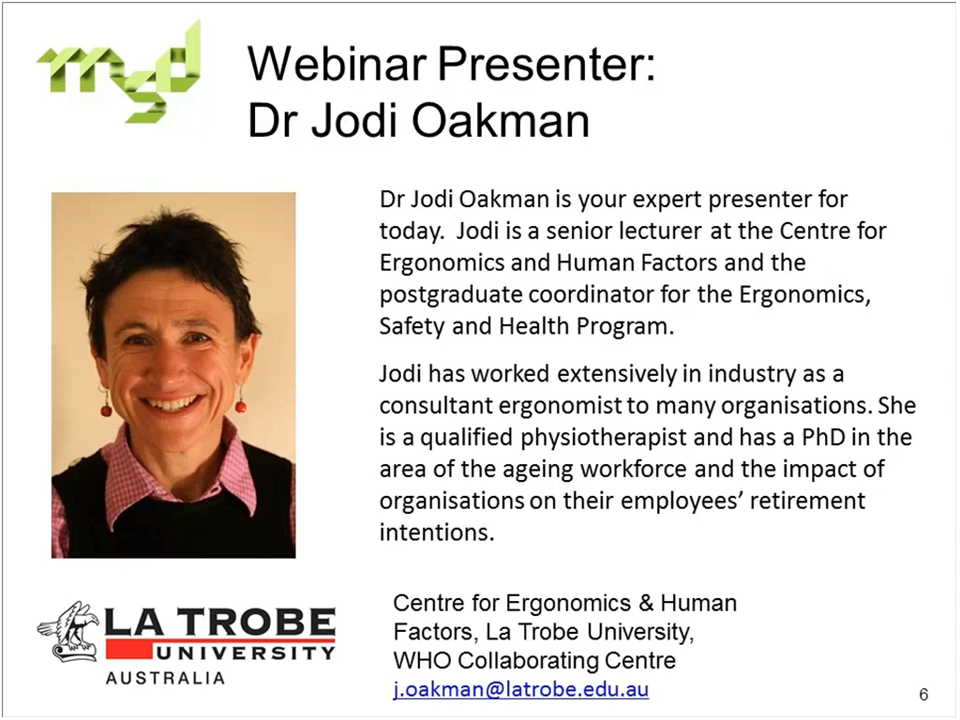 msd
Webinar Presenter:
Dr Jodi Oakman
Dr Jodi Oakman is your expert presenter for
today.  Jodi is a senior lecturer at the Centre for
Ergonomics and Human Factors and the
postgraduate coordinator for the Ergonomics,
Safety and Health Program.
Jodi has worked extensively in industry as a
consultant ergonomist to many organisations. She
is a qualified physiotherapist and has a PhD in the
area of the ageing workforce and the impact of
organisations on their employees’ retirement
intentions.
LA TROBE
UNIVERSITY
AUSTRALIA
Centre for Ergonomics & Human
Factors, La Trobe University,
WHO Collaborating Centre
j.oakman@latrobe.edu.au
6